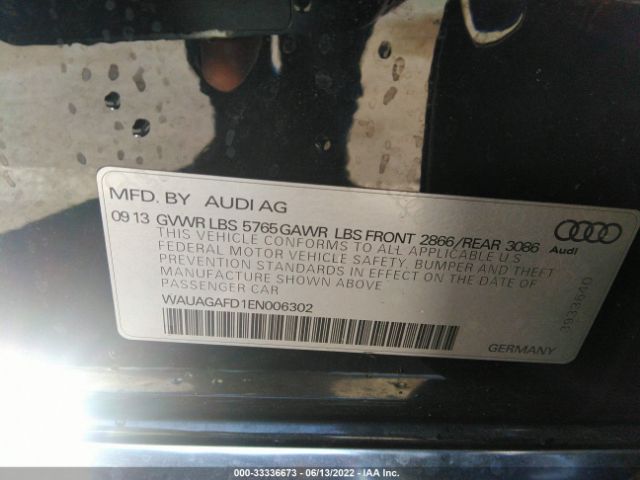 MFD. BY AUDI AG
09 13 GVWR LBS 5765 GAWR LBS FRONT 2866/REAR 3086
THIS VEHICLE CONFORMS TO ALL APPLICABLE U S
FEDERAL MOTOR VEHICLE SAFETY, BUMPER AND THEFT
PREVENTION STANDARDS IN EFFECT ON THE DATE OF
MANUFACTURE SHOWN ABOVE
PASSENGER CAR
WAUAGAFD1EN006302
Audi
3933640
GERMANY
000-33336673 - 06/13/2022 - IAA Inc.